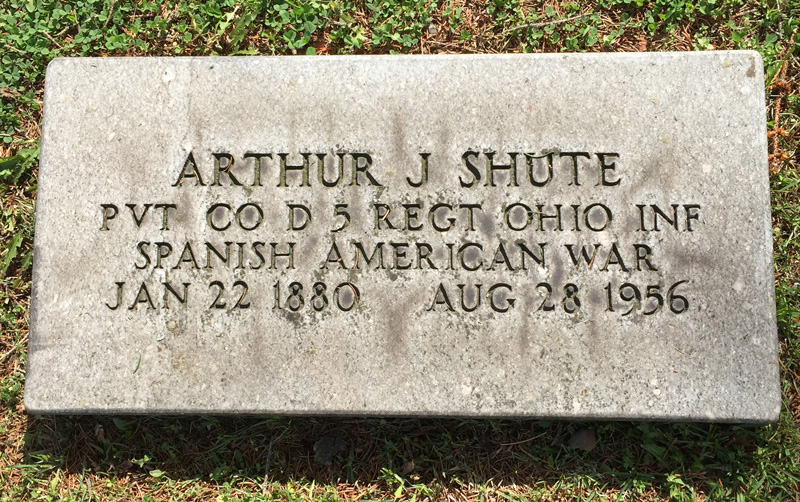 ARTHUR J SHUTE
PVT CO D 5 REGT OHIO INF
SPANISH AMERICAN WAR
JAN 22 1880 AUG 28 1956